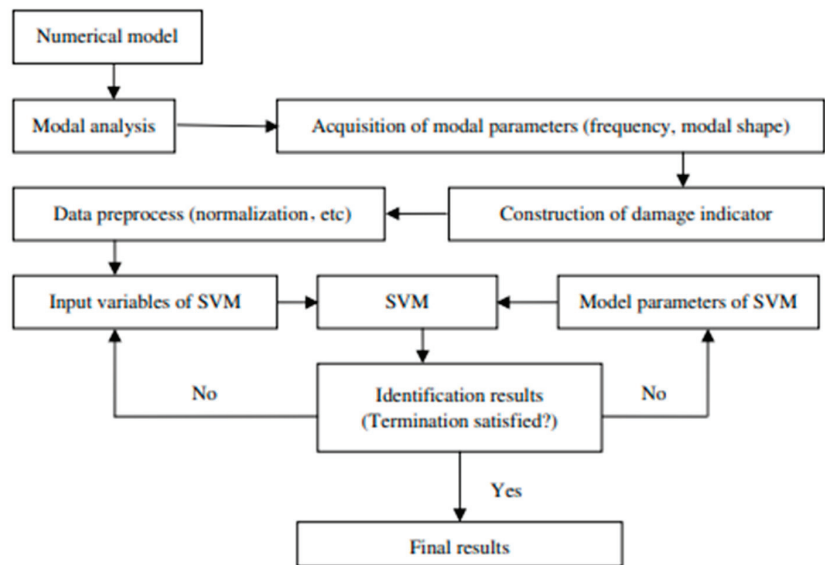 Numerical model
Modal analysis
Acquisition of modal parameters (frequency, modal shape)
Data preprocess (normalization, etc)
Construction of damage indicator
Input variables of SVM
SVM
Model parameters of SVM
No
Identification results
(Termination satisfied?)
No
Yes
Final results